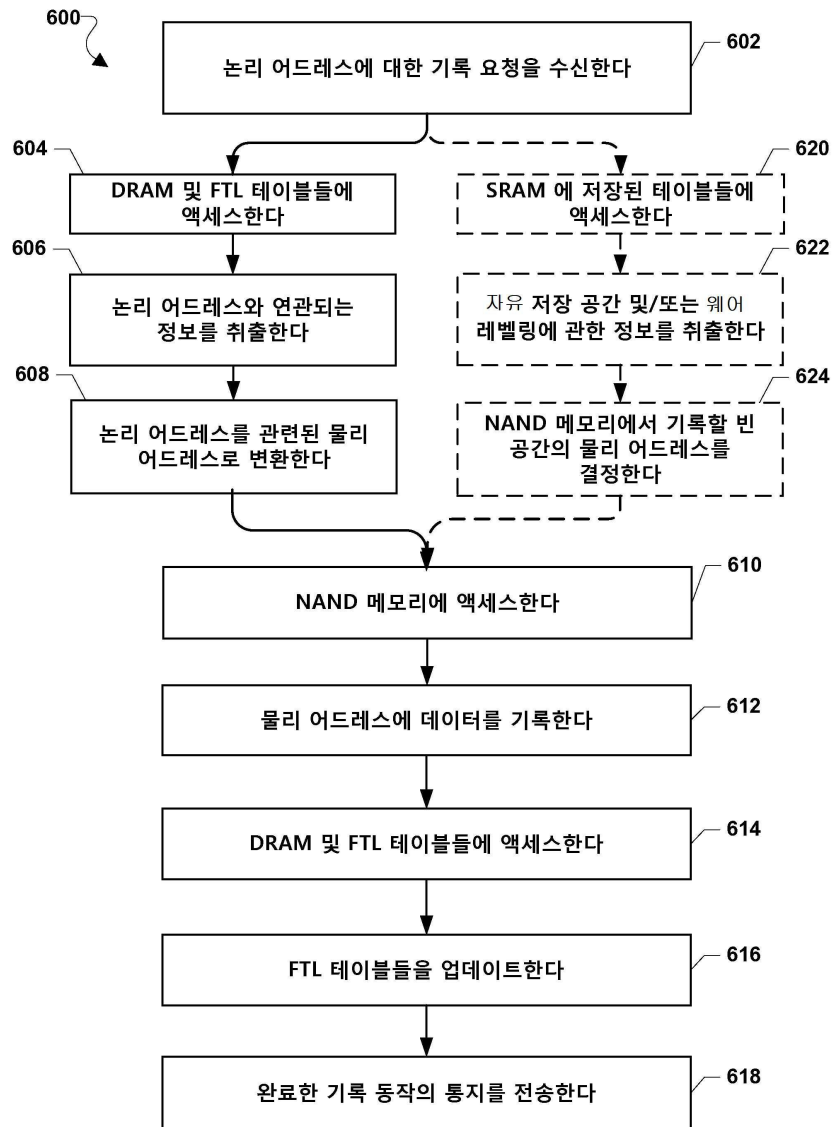 600
602
논리 어드레스에 대한 기록 요청을 수신한다
604
DRAM 및 FTL 테이블들에
액세스한다
620
SRAM 에 저장된 테이블들에
액세스한다
606
논리 어드레스와 연관되는
정보를 취출한다
622
자유 저장 공간 및/또는 웨어
레벨링에 관한 정보를 취출한다
608
논리 어드레스를 관련된 물리
어드레스로 변환한다
624
NAND 메모리에서 기록할 빈
공간의 물리 어드레스를
결정한다
610
NAND 메모리에 액세스한다
612
물리 어드레스에 데이터를 기록한다
614
DRAM 및 FTL 테이블들에 액세스한다
616
FTL 테이블들을 업데이트한다
618
완료한 기록 동작의 통지를 전송한다